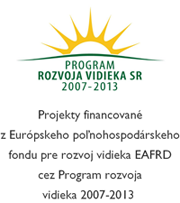 PROGRAM
ROZVOJA VIDIEKA SR
2007-2013
Projekty financované
z Európskeho poľnohospodárskeho
fondu pre rozvoj vidieka EAFRD
cez Program rozvoja
vidieka 2007-2013